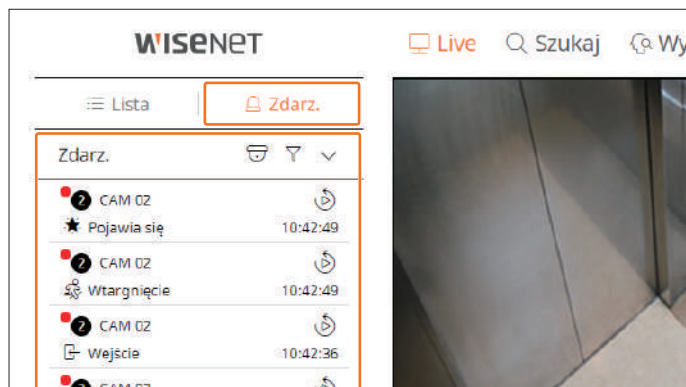 WISENET
Live Szukaj Wy
Lista Zdarz.
Zdarz.
2 CAM 02
Pojawia się 10:42:49
2 CAM 02
Wtargnięcie 10:42:49
2 CAM 02
Wejście 10:42:36